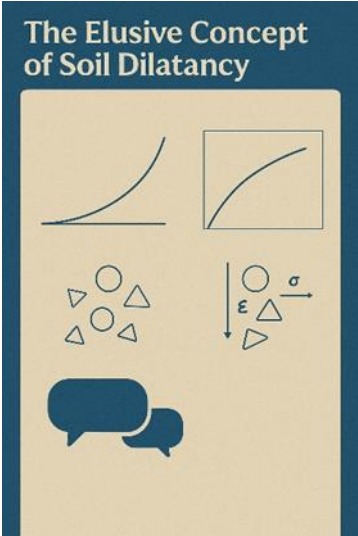 The Elusive Concept
of Soil Dilatancy
σ
ε